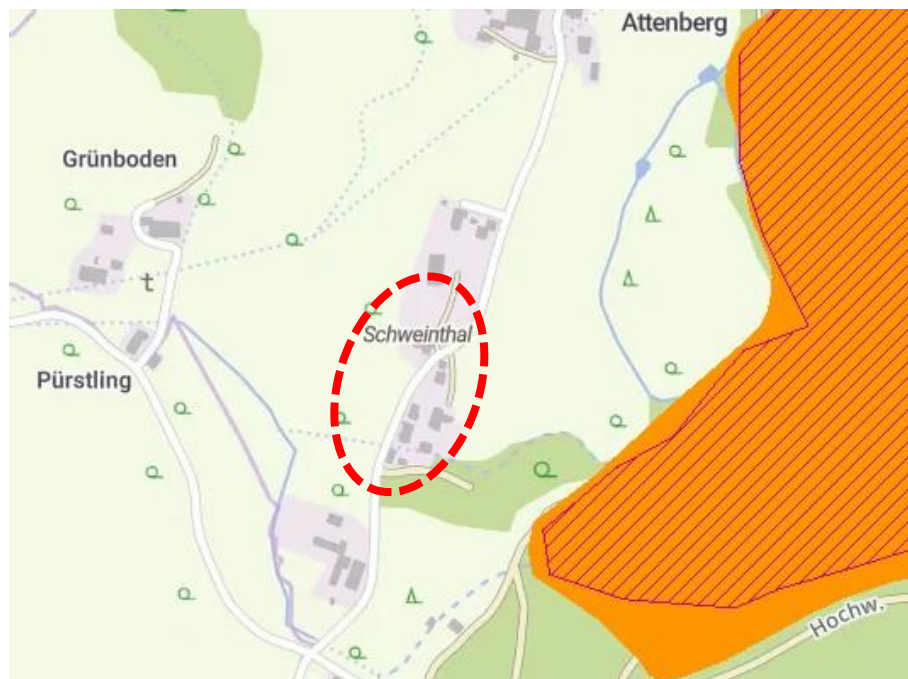 Attenberg
Grünboden
t
Schweinthal
Pürstling
Hochw.